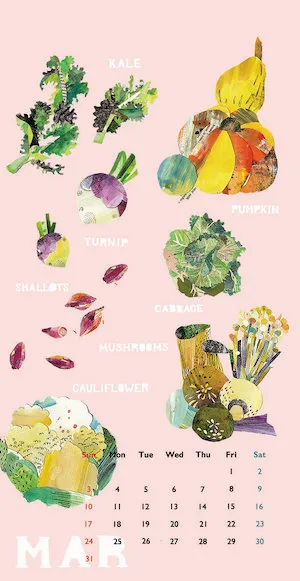 KALE
PUMPKIN
TURNIP
SHALLOTS
CABBAGE
MUSHROOMS
CAULIFLOWER
Sun Mon Tue Wed Thu Fri Sat
1 2
3 4 5 6 7 8 9
10 11 12 13 14 15 16
17 18 19 20 21 22 23
24 25 26 27 28 29 30
31
MAR